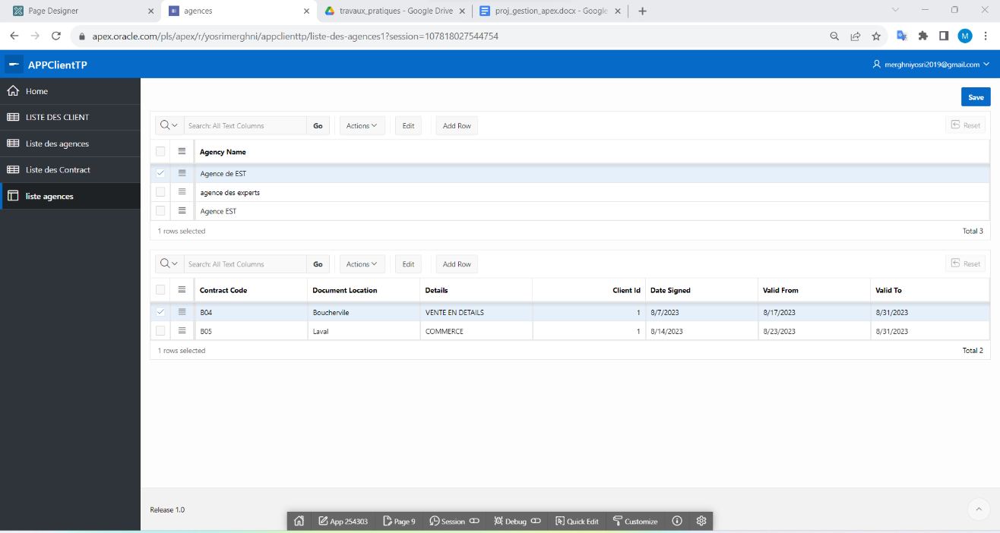 Page Designer
agences
travaux_pratiques - Google Drive
proj_gestion_apex.docx - Google
apex.oracle.com/pls/apex/r/yosrimerghni/appclienttp/liste-des-agences1?session=107818027544754
M
APPClientTP
merghniyosri2019@gmail.com
Home
LISTE DES CLIENT
Liste des agences
Liste des Contract
liste agences
Save
Search: All Text Columns Go Actions Edit Add Row Reset
Agency Name
Agence de EST
agence des experts
Agence EST
1 rows selected Total 3
Search: All Text Columns Go Actions Edit Add Row Reset
Contract Code Document Location Details Client Id Date Signed Valid From Valid To
B04 Boucherville VENTE EN DETAILS 1 8/7/2023 8/17/2023 8/31/2023
B05 Laval COMMERCE 1 8/14/2023 8/23/2023 8/31/2023
1 rows selected Total 2
Release 1.0
App 254303 Page 9 Session Debug Quick Edit Customize